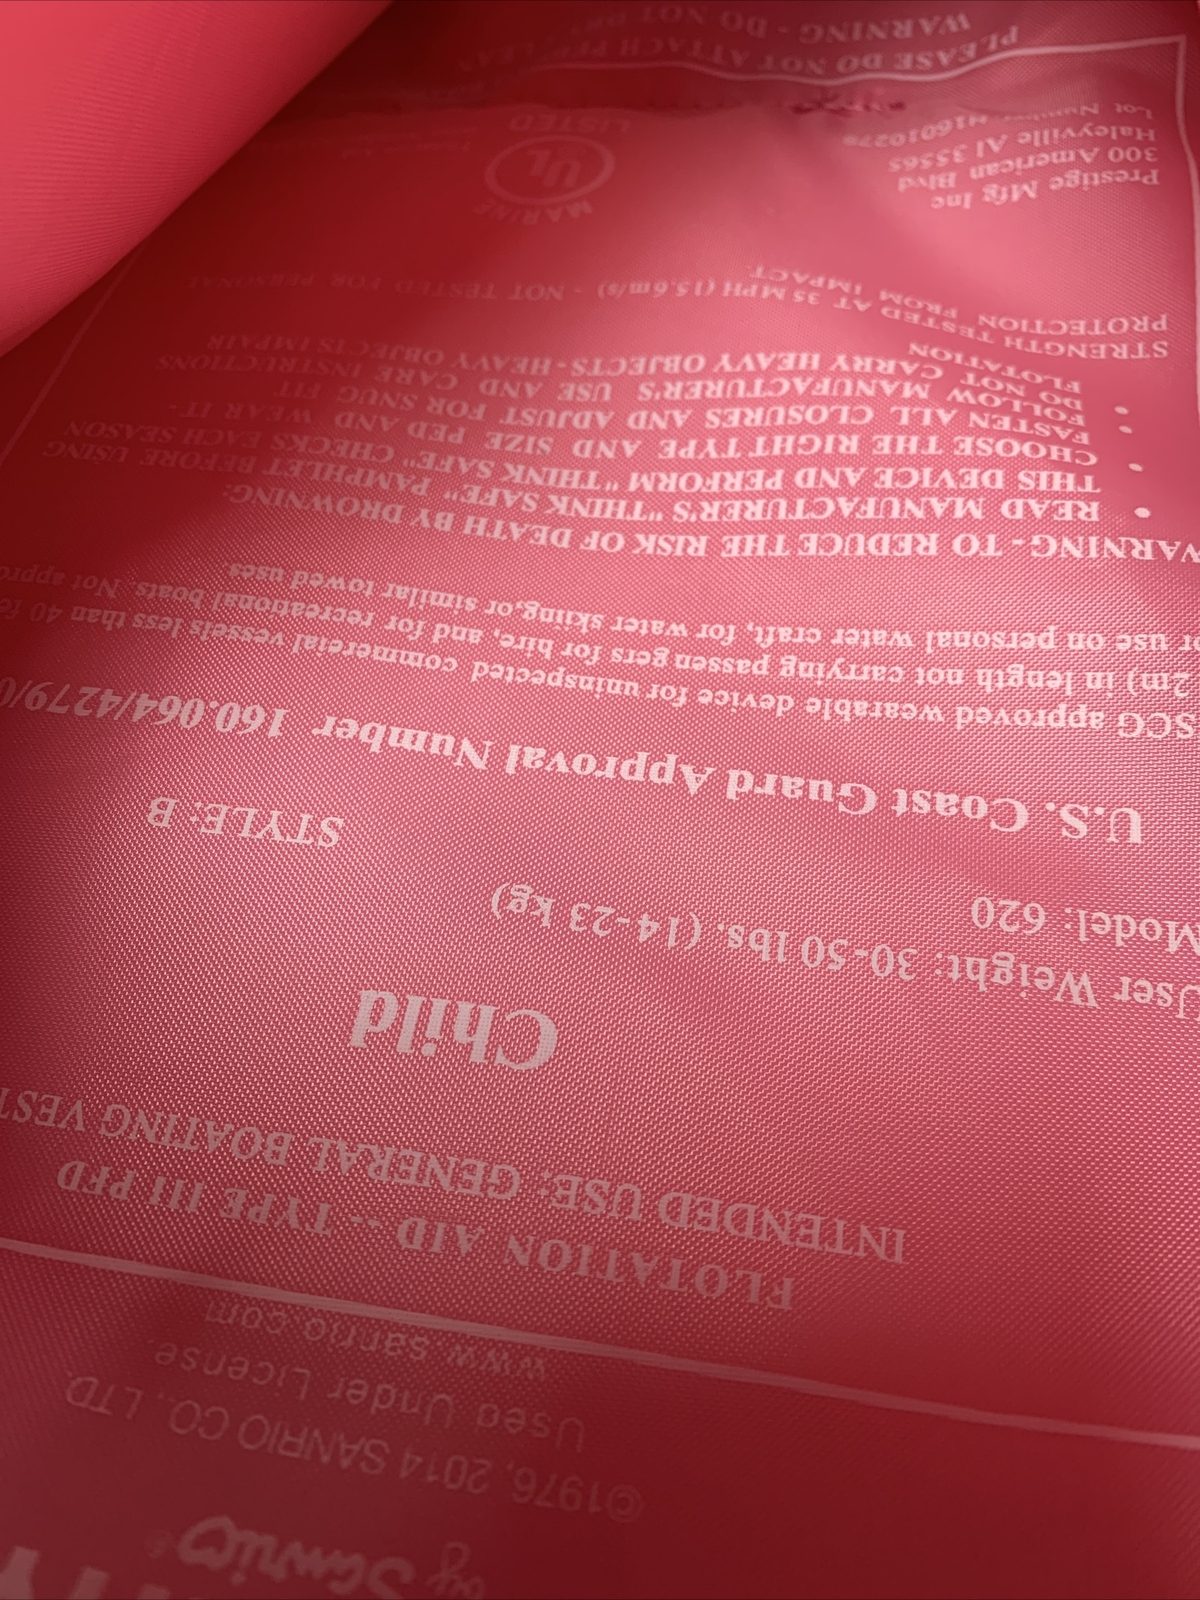 TY
by Sanrio®
©1976, 2014 SANRIO CO., LTD.
Used Under License
www.sanrio.com
FLOTATION AID -- TYPE III PFD
INTENDED USE: GENERAL BOATING VEST
Child
User Weight: 30-50 lbs. (14-23 kg)
Model: 620
STYLE: B
U.S. Coast Guard Approval Number 160.064/4279/0
SCG approved wearable device for uninspected commercial vessels less than 40 fe
2m) in length not carrying passengers for hire, and for recreational boats. Not appro
r use on personal water craft, for water skiing, or similar towed uses
WARNING - TO REDUCE THE RISK OF DEATH BY DROWNING:
• READ MANUFACTURER'S "THINK SAFE" PAMPHLET BEFORE USING
THIS DEVICE AND PERFORM "THINK SAFE" CHECKS EACH SEASON
• CHOOSE THE RIGHT TYPE AND SIZE PFD AND WEAR IT -
FASTEN ALL CLOSURES AND ADJUST FOR SNUG FIT.
• FOLLOW MANUFACTURER'S USE AND CARE INSTRUCTIONS
• DO NOT CARRY HEAVY OBJECTS - HEAVY OBJECTS IMPAIR
FLOTATION
STRENGTH TESTED AT 35 MPH (15.6m/s) - NOT TESTED FOR PERSONAL
PROTECTION FROM IMPACT.
Prestige Mfg Inc
300 American Blvd
Haleyville Al 35565
Lot Number
MARINE
UL
LISTED
PLEASE DO NOT ATTACH
WARNING - DO NOT